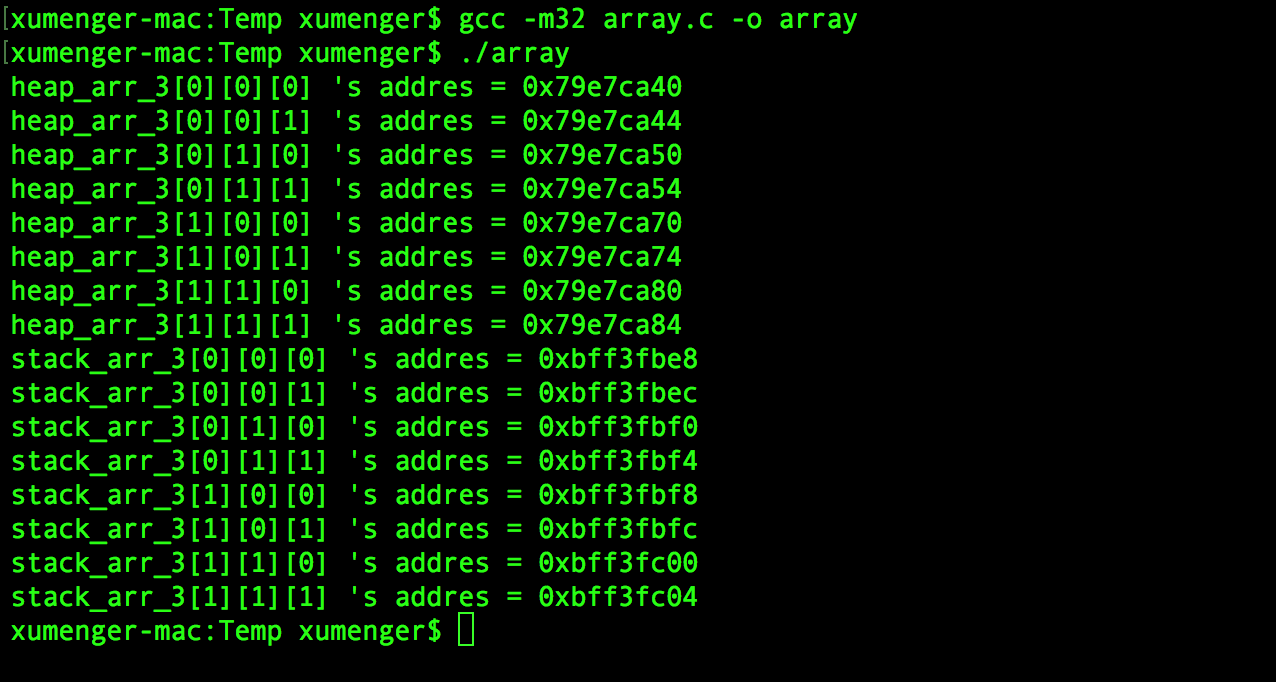 [xumenger-mac:Temp xumenger$ gcc -m32 array.c -o array
[xumenger-mac:Temp xumenger$ ./array
heap_arr_3[0][0][0] 's addres = 0x79e7ca40
heap_arr_3[0][0][1] 's addres = 0x79e7ca44
heap_arr_3[0][1][0] 's addres = 0x79e7ca50
heap_arr_3[0][1][1] 's addres = 0x79e7ca54
heap_arr_3[1][0][0] 's addres = 0x79e7ca70
heap_arr_3[1][0][1] 's addres = 0x79e7ca74
heap_arr_3[1][1][0] 's addres = 0x79e7ca80
heap_arr_3[1][1][1] 's addres = 0x79e7ca84
stack_arr_3[0][0][0] 's addres = 0xbff3fbe8
stack_arr_3[0][0][1] 's addres = 0xbff3fbec
stack_arr_3[0][1][0] 's addres = 0xbff3fbf0
stack_arr_3[0][1][1] 's addres = 0xbff3fbf4
stack_arr_3[1][0][0] 's addres = 0xbff3fbf8
stack_arr_3[1][0][1] 's addres = 0xbff3fbfc
stack_arr_3[1][1][0] 's addres = 0xbff3fc00
stack_arr_3[1][1][1] 's addres = 0xbff3fc04
xumenger-mac:Temp xumenger$